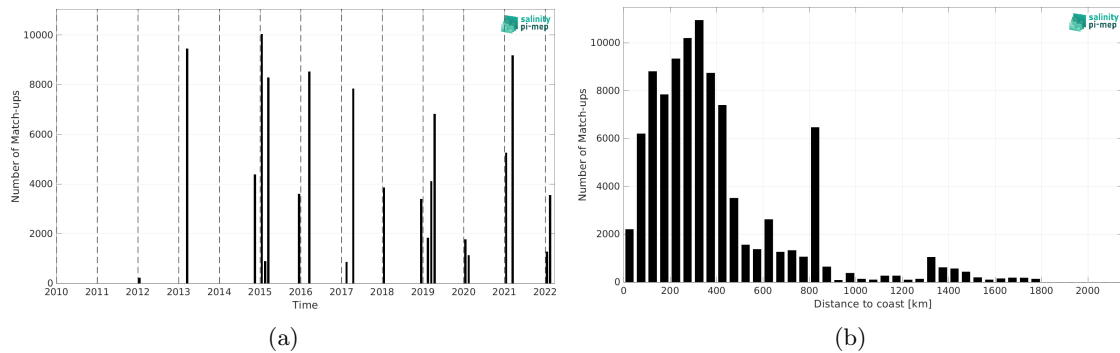 salinity
pi-mep
10000
8000
6000
4000
2000
0
Number of Match-ups
2010 2011 2012 2013 2014 2015 2016 2017 2018 2019 2020 2021 2022
Time
(a)
salinity
pi-mep
10000
8000
6000
4000
2000
0
Number of Match-ups
0 200 400 600 800 1000 1200 1400 1600 1800 2000
Distance to coast [km]
(b)